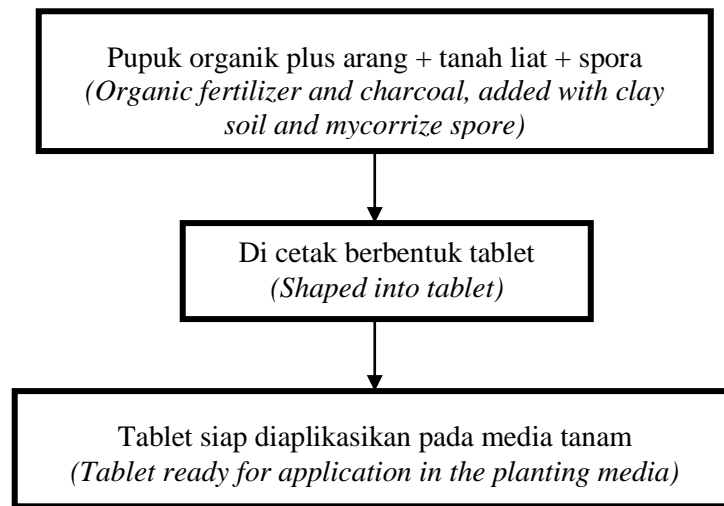 Pupuk organik plus arang + tanah liat + spora
(Organic fertilizer and charcoal, added with clay
soil and mycorrize spore)
Di cetak berbentuk tablet
(Shaped into tablet)
Tablet siap diaplikasikan pada media tanam
(Tablet ready for application in the planting media)